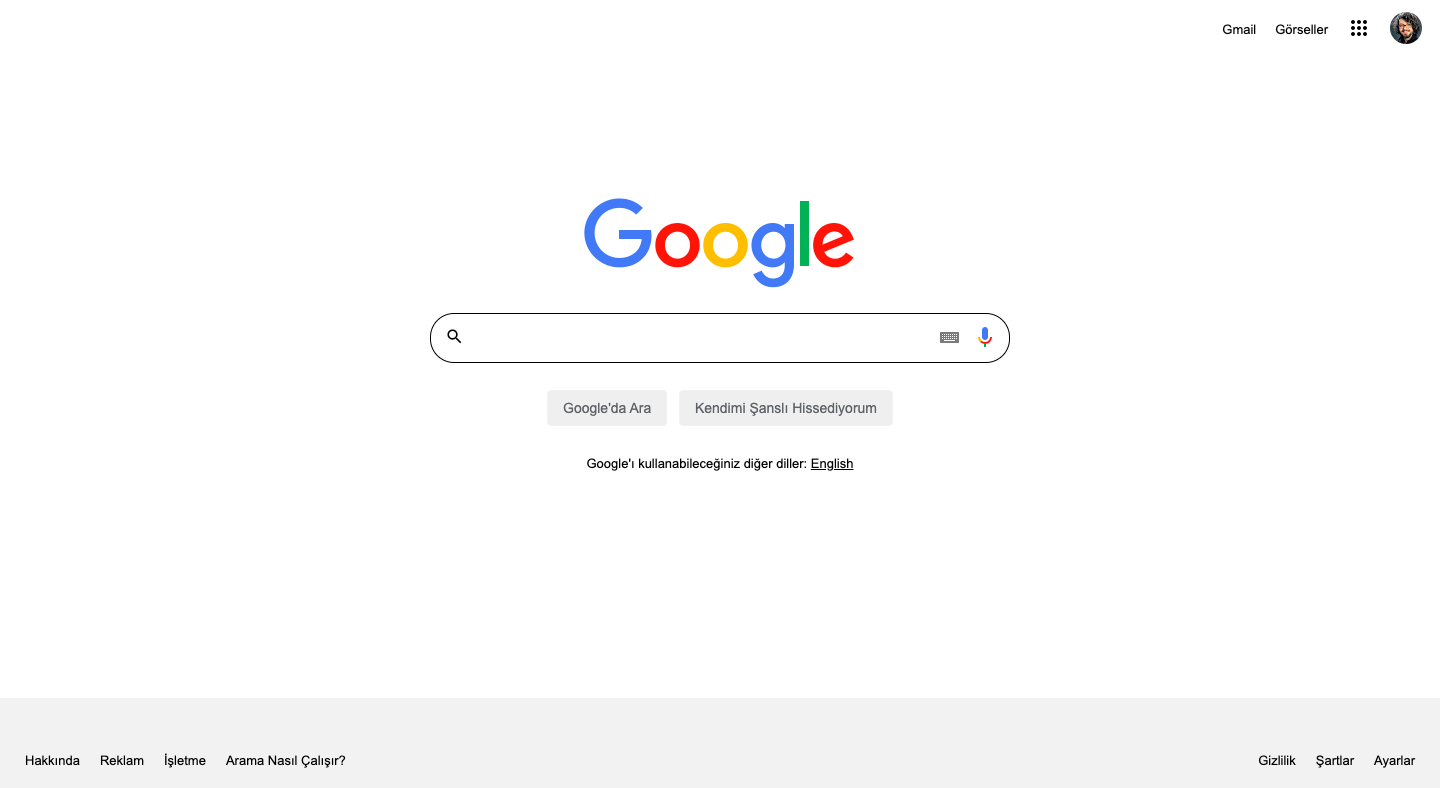 Gmail Görseller
Google
Google'da Ara Kendimi Şanslı Hissediyorum
Google'ı kullanabileceğiniz diğer diller: English
Hakkında Reklam İşletme Arama Nasıl Çalışır? Gizlilik Şartlar Ayarlar